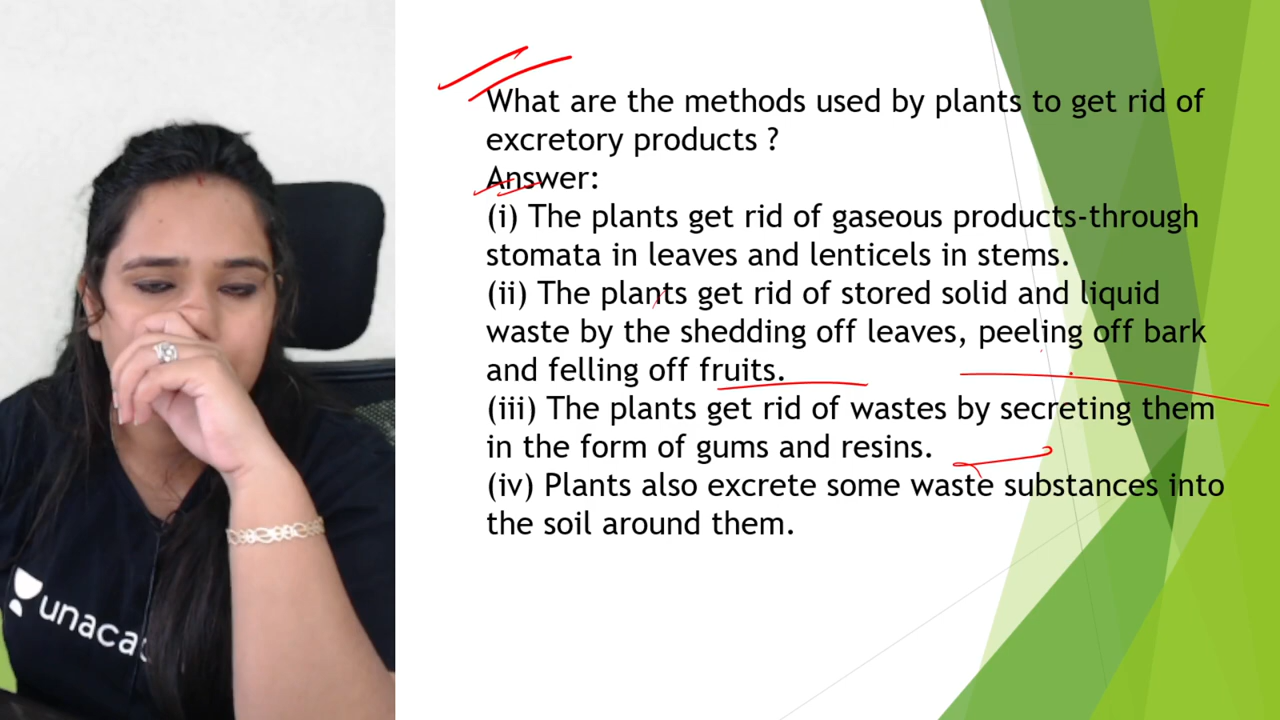 What are the methods used by plants to get rid of
excretory products ?
Answer:
(i) The plants get rid of gaseous products-through
stomata in leaves and lenticels in stems.
(ii) The plants get rid of stored solid and liquid
waste by the shedding off leaves, peeling off bark
and felling off fruits.
(iii) The plants get rid of wastes by secreting them
in the form of gums and resins.
(iv) Plants also excrete some waste substances into
the soil around them.
unaca